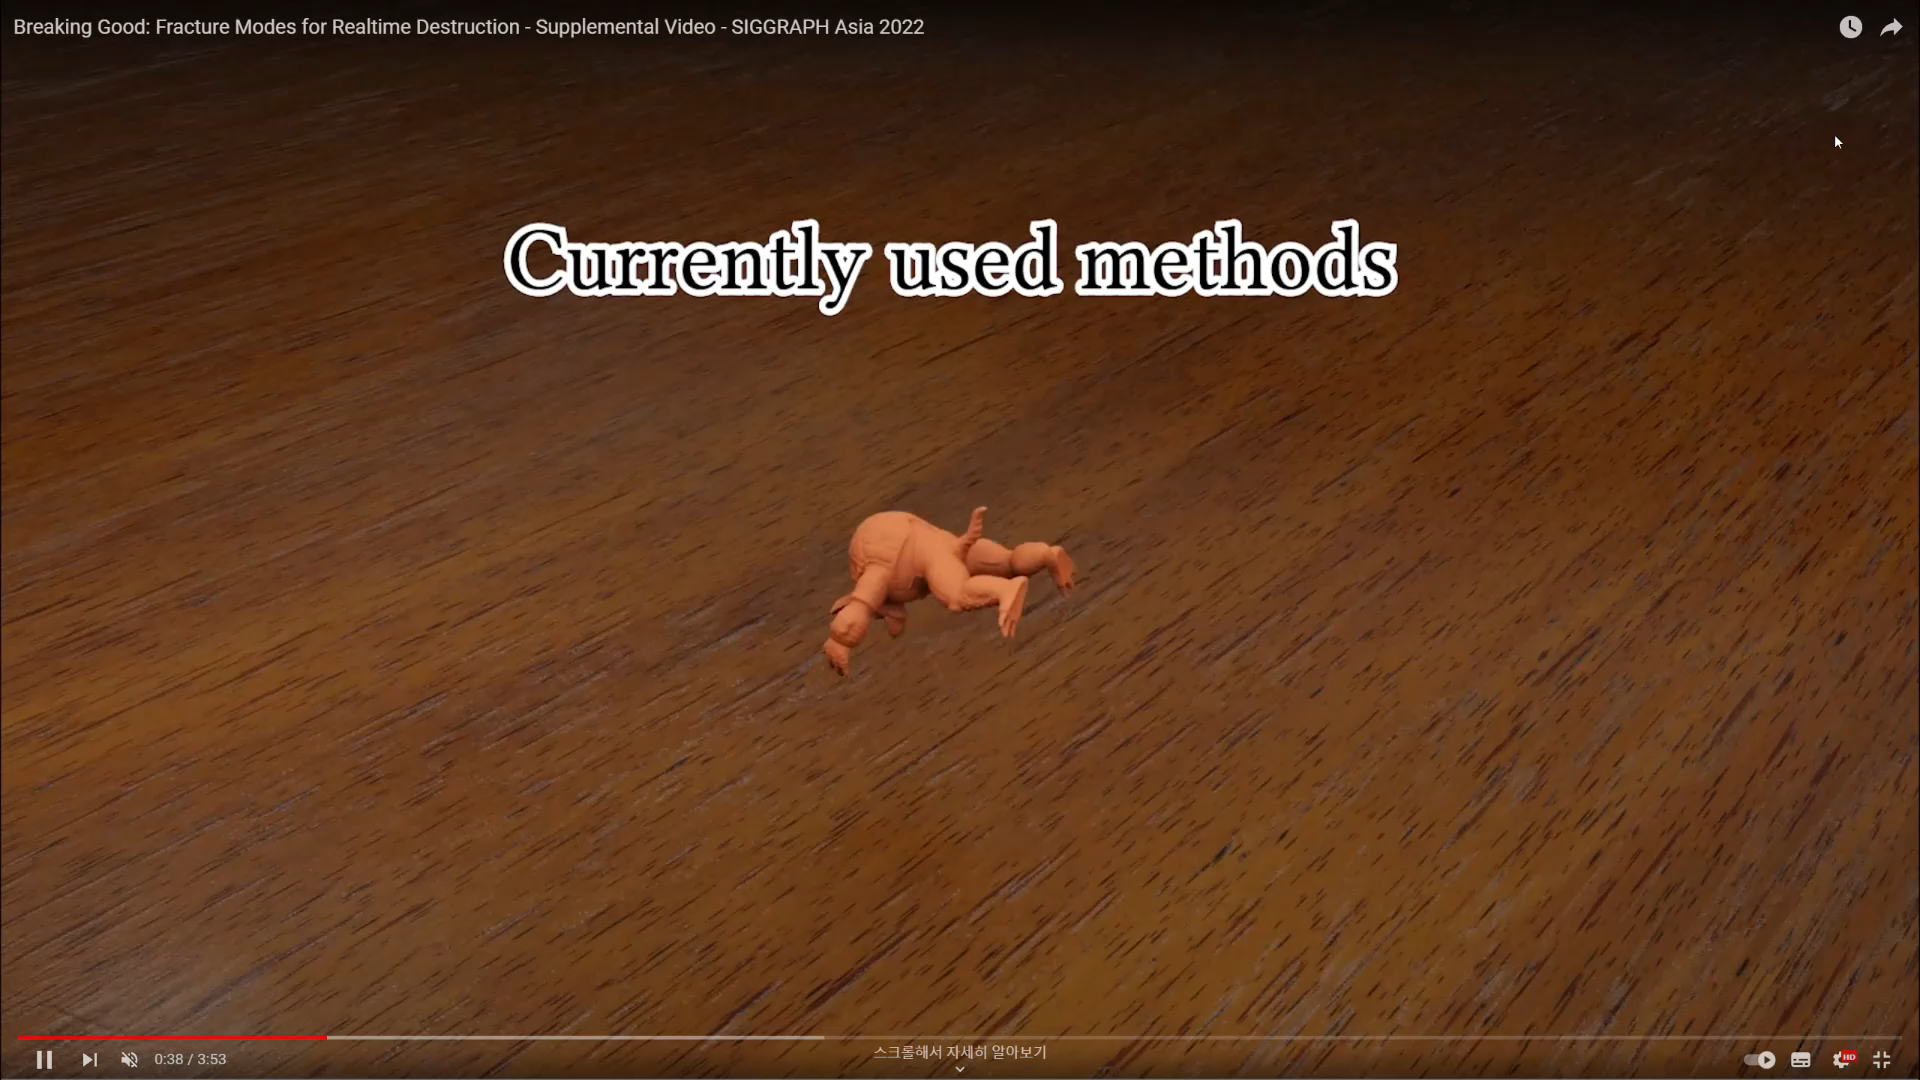 Breaking Good: Fracture Modes for Realtime Destruction - Supplemental Video - SIGGRAPH Asia 2022
Currently used methods
스크롤해서 자세히 알아보기
0:38 / 3:53
HD